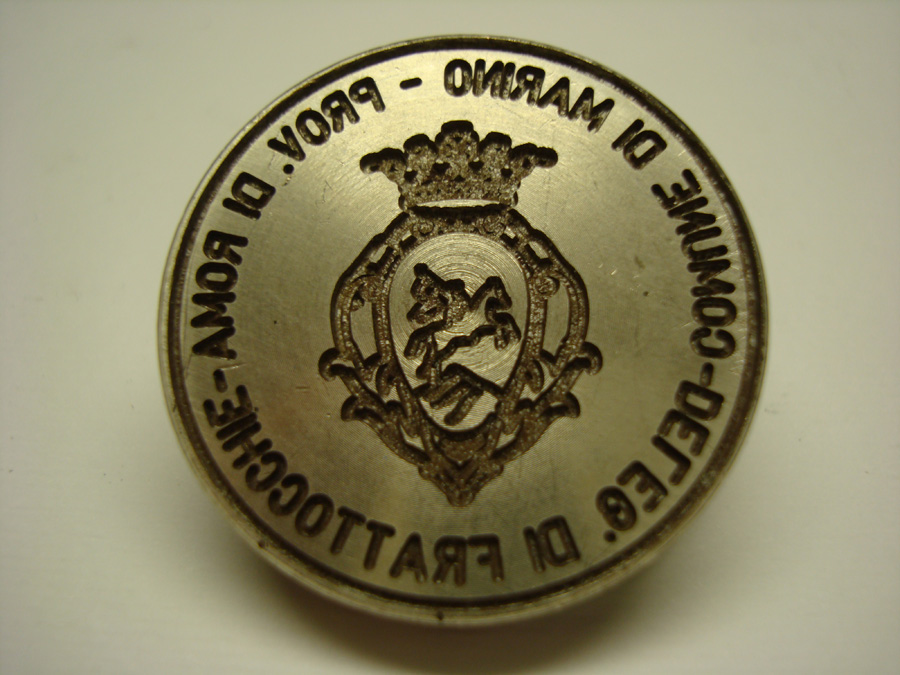 COMUNE DI MARINO - PROV. DI ROMA-
DELEG. DI FRATTOCCHIE-